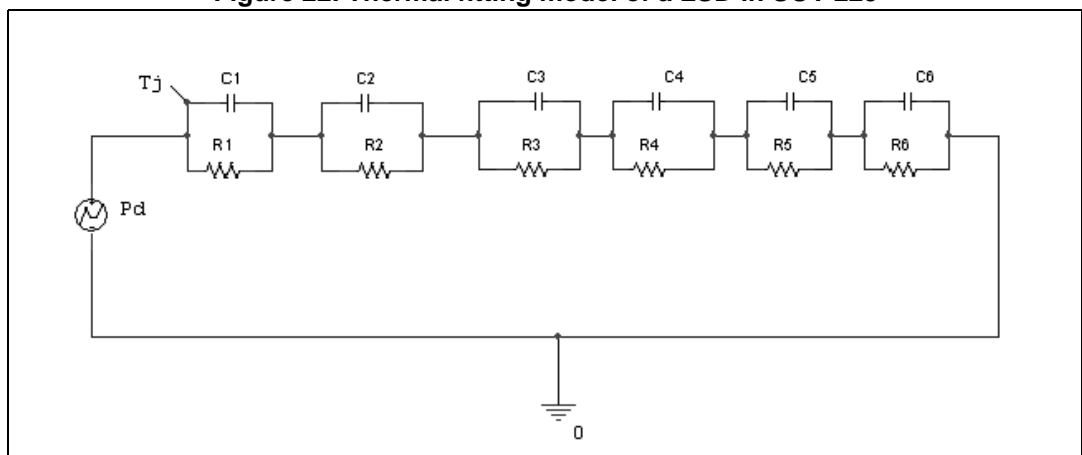 Figure 22. Thermal fitting model of a LSD in SOT-223
Tj
C1
C2
C3
C4
C5
C6
R1
R2
R3
R4
R5
R6
Pd
0